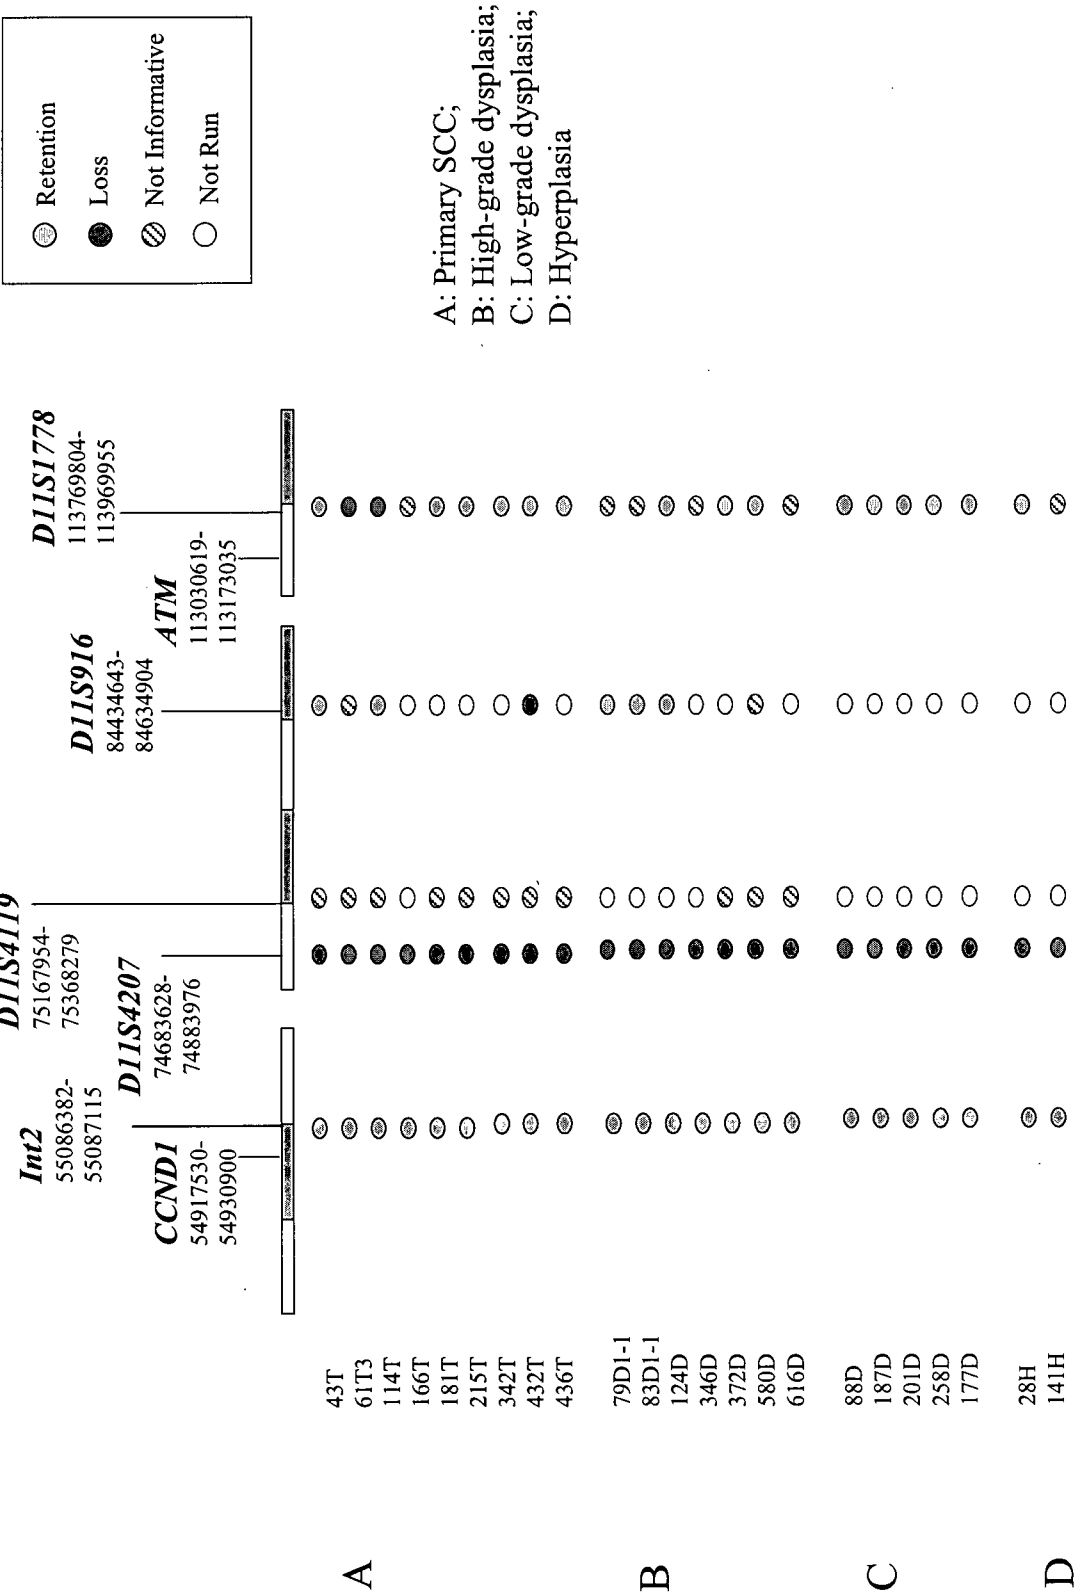 Retention
Loss
Not Informative
Not Run
A: Primary SCC;
B: High-grade dysplasia;
C: Low-grade dysplasia;
D: Hyperplasia
Int2
55086382-
55087115
CCND1
54917530-
54930900
D11S4119
75167954-
75368279
D11S4207
74683628-
74883976
D11S916
84434643-
84634904
ATM
113030619-
113173035
D11S1778
113769804-
113969955
A
43T
61T3
114T
166T
181T
215T
342T
432T
436T
B
79D1-1
83D1-1
124D
346D
372D
580D
616D
C
88D
187D
201D
258D
177D
D
28H
141H